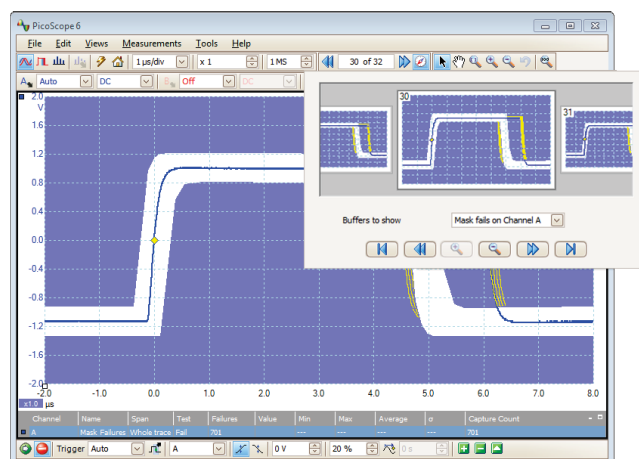 PicoScope 6
File Edit Views Measurements Tools Help
1 µs/div x 1 1 MS 30 of 32
A Auto DC B Off DC
30
31
Buffers to show Mask fails on Channel A
2.0
V
1.6
1.2
0.8
0.4
0.0
-0.4
-0.8
-1.2
-1.6
-2.0
-2.0 -1.0 0.0 1.0 2.0 3.0 4.0 5.0 6.0 7.0 8.0
x1.0 µs
Channel Name Span Test Failures Value Min Max Average σ Capture Count
A Mask Failures Whole trace Fail 701 --- --- --- --- --- 701
Trigger Auto A 0 V 20 % 0 s